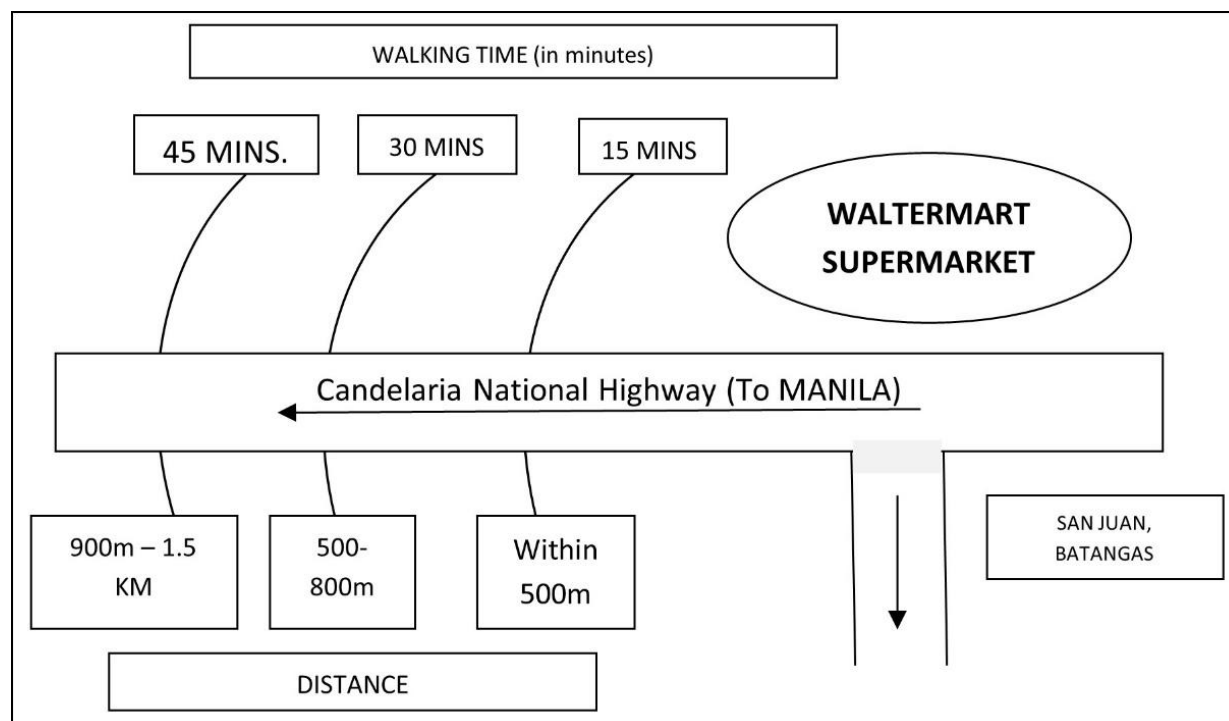 WALKING TIME (in minutes)
45 MINS.
30 MINS
15 MINS
WALTERMART
SUPERMARKET
Candelaria National Highway (To MANILA)
900m – 1.5
KM
500-
800m
Within
500m
SAN JUAN,
BATANGAS
DISTANCE